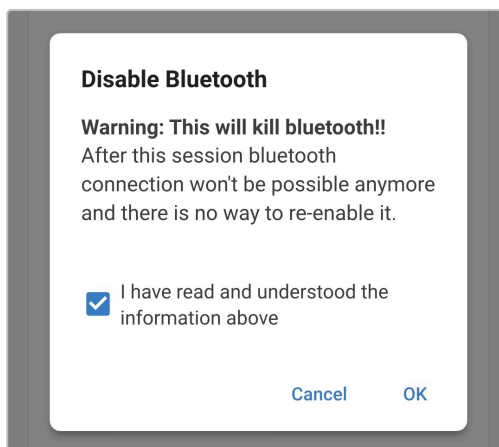 Disable Bluetooth
Warning: This will kill bluetooth!!
After this session bluetooth
connection won't be possible anymore
and there is no way to re-enable it.
I have read and understood the
information above
Cancel OK